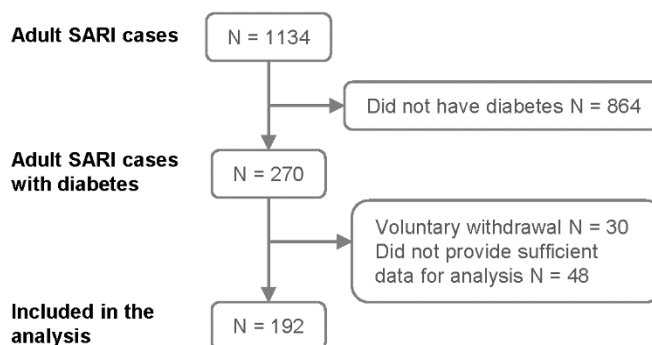 Adult SARI cases
N = 1134
Did not have diabetes N = 864
Adult SARI cases
with diabetes
N = 270
Voluntary withdrawal N = 30
Did not provide sufficient
data for analysis N = 48
Included in the
analysis
N = 192